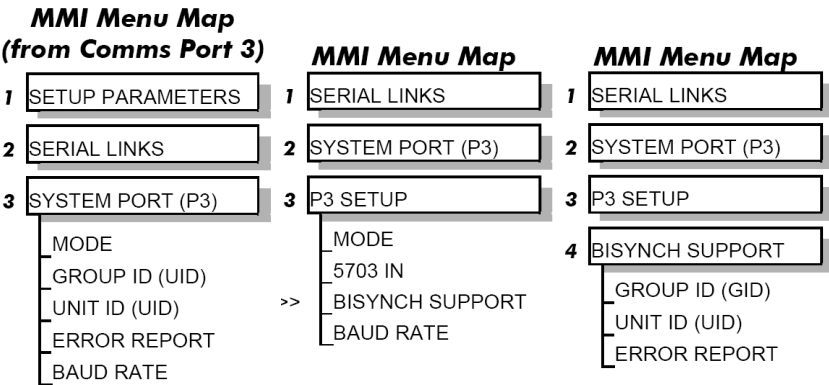 MMI Menu Map
(from Comms Port 3)
1 SETUP PARAMETERS
2 SERIAL LINKS
3 SYSTEM PORT (P3)
MODE
GROUP ID (UID)
UNIT ID (UID)
ERROR REPORT
BAUD RATE
MMI Menu Map
1 SERIAL LINKS
2 SYSTEM PORT (P3)
3 P3 SETUP
MODE
5703 IN
>> BISYNCH SUPPORT
BAUD RATE
MMI Menu Map
1 SERIAL LINKS
2 SYSTEM PORT (P3)
3 P3 SETUP
4 BISYNCH SUPPORT
GROUP ID (GID)
UNIT ID (UID)
ERROR REPORT